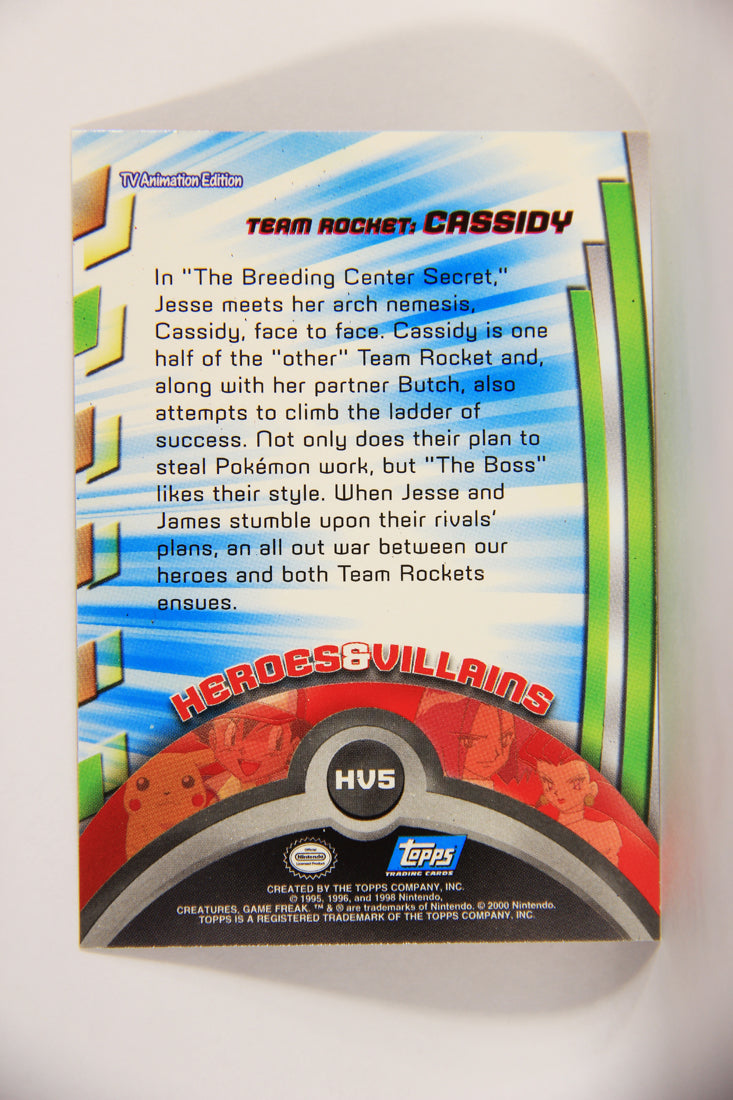 TV Animation Edition
TEAM ROCKET: CASSIDY
In "The Breeding Center Secret,"
Jesse meets her arch nemesis,
Cassidy, face to face. Cassidy is one
half of the "other" Team Rocket and,
along with her partner Butch, also
attempts to climb the ladder of
success. Not only does their plan to
steal Pokémon work, but "The Boss"
likes their style. When Jesse and
James stumble upon their rivals'
plans, an all out war between our
heroes and both Team Rockets
ensues.
HEROES&VILLAINS
HV5
Official
Nintendo
Licensed Product
Topps
TRADING CARDS
CREATED BY THE TOPPS COMPANY, INC.
© 1995, 1996, and 1998 Nintendo,
CREATURES, GAME FREAK. ™ & ® are trademarks of Nintendo. © 2000 Nintendo.
TOPPS IS A REGISTERED TRADEMARK OF THE TOPPS COMPANY, INC.